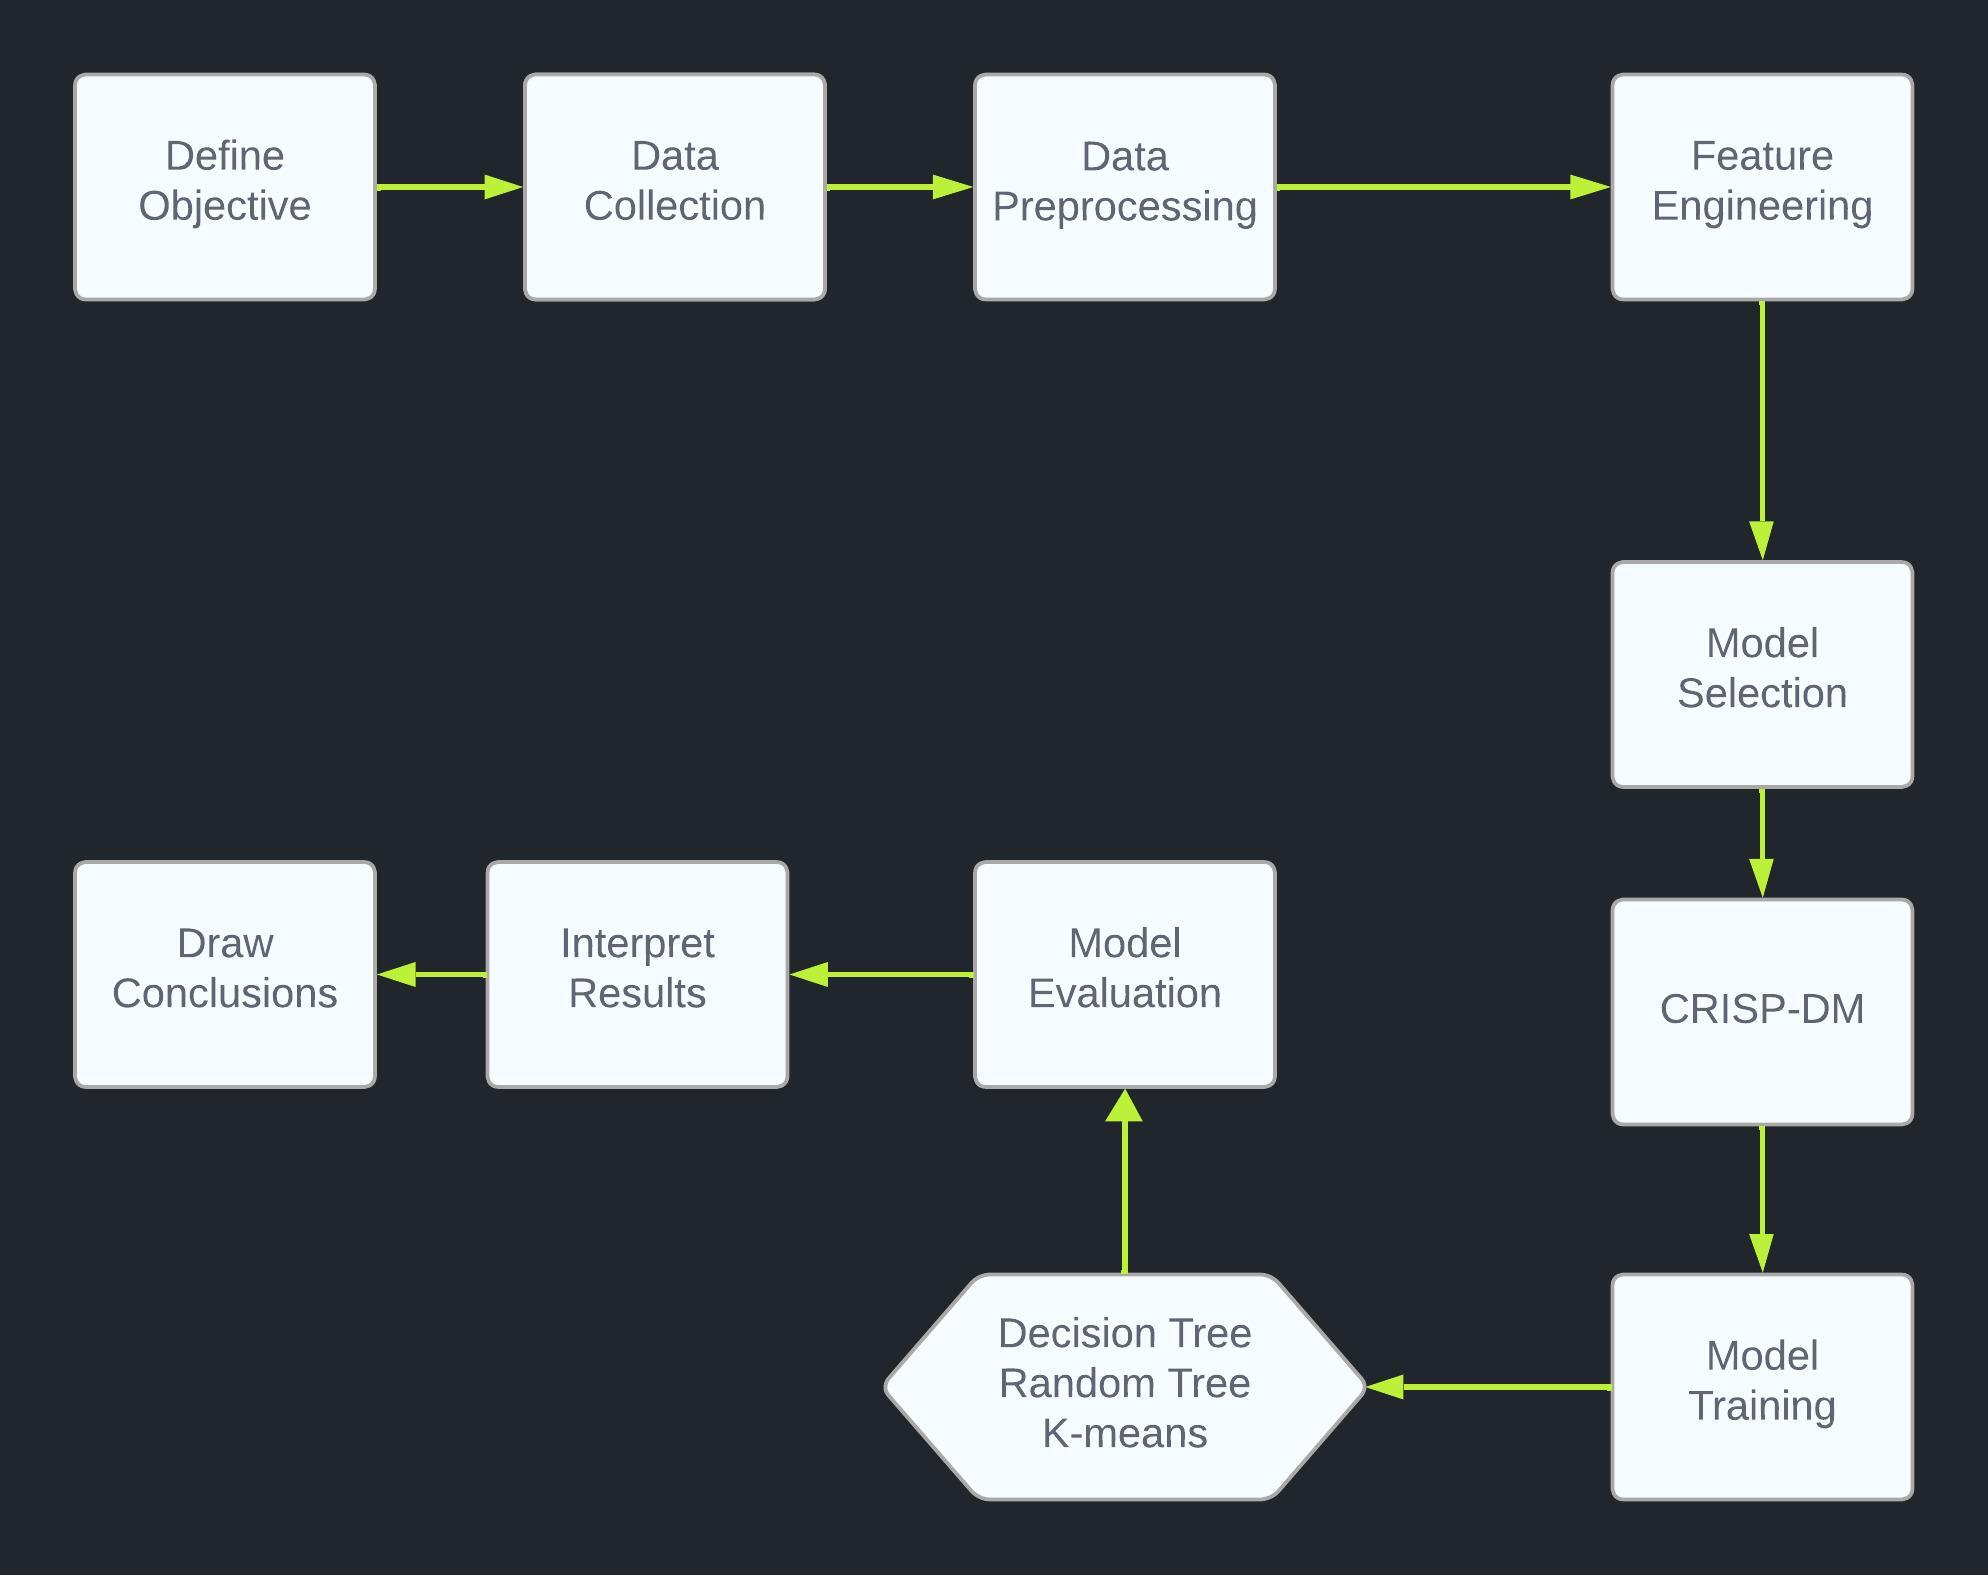 Define
Objective
Data
Collection
Data
Preprocessing
Feature
Engineering
Model
Selection
CRISP-DM
Model
Training
Decision Tree
Random Tree
K-means
Model
Evaluation
Interpret
Results
Draw
Conclusions